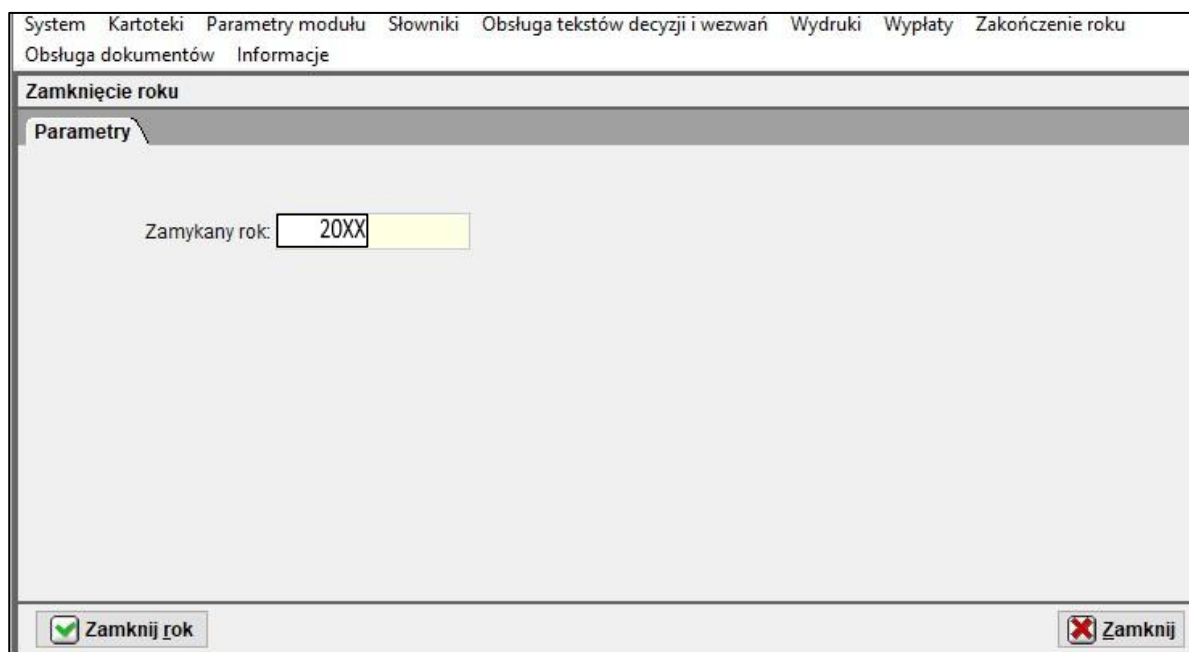 System Kartoteki Parametry modułu Słowniki Obsługa tekstów decyzji i wezwań Wydruki Wypłaty Zakończenie roku
Obsługa dokumentów Informacje
Zamknięcie roku
Parametry
Zamykany rok: 20XX
Zamknij rok Zamknij